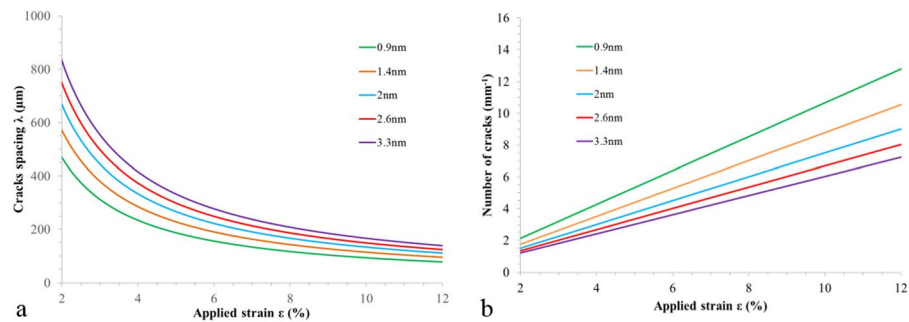 1000
800
600
400
200
0
Cracks spacing λ (μm)
0.9nm
1.4nm
2nm
2.6nm
3.3nm
2 4 6 8 10 12
Applied strain ε (%)
a
16
14
12
10
8
6
4
2
0
Number of cracks (mm⁻¹)
0.9nm
1.4nm
2nm
2.6nm
3.3nm
2 4 6 8 10 12
Applied strain ε (%)
b